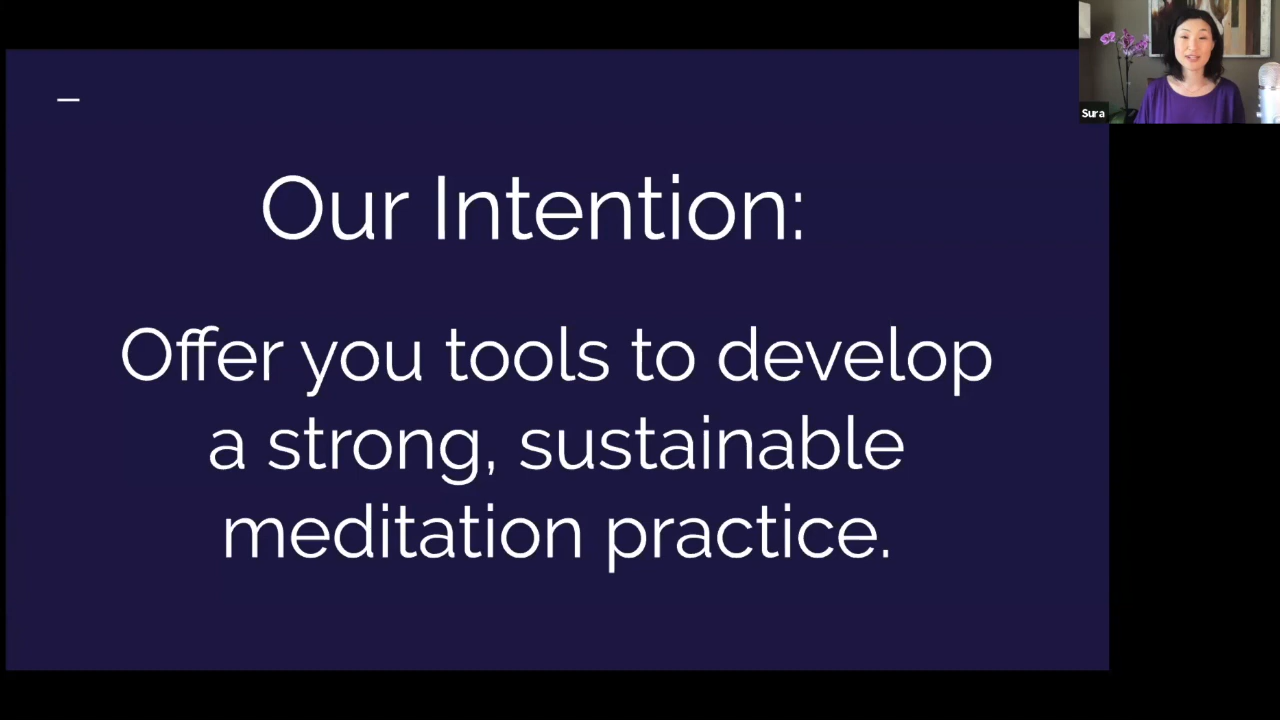 Our Intention:
Offer you tools to develop
a strong, sustainable
meditation practice.
Sura